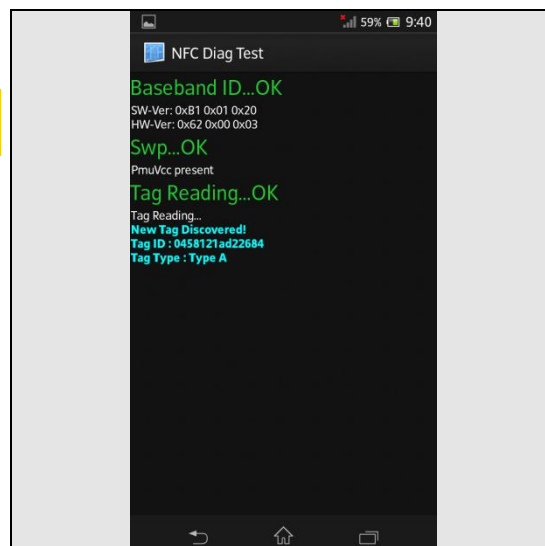 59% 9:40
NFC Diag Test
Baseband ID...OK
SW-Ver: 0xB1 0x01 0x20
HW-Ver: 0x62 0x00 0x03
Swp...OK
PmuVcc present
Tag Reading...OK
Tag Reading...
New Tag Discovered!
Tag ID : 0458121ad22684
Tag Type : Type A